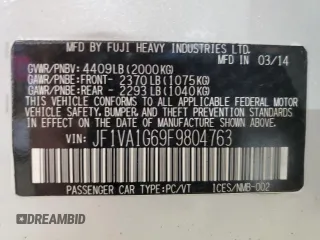 MFD BY FUJI HEAVY INDUSTRIES LTD.
MFD IN 03/14
GVWR/PNBV: 4409LB(2000KG)
GAWR/PNBE:FRONT- 2370LB(1075KG)
GAWR/PNBE:REAR - 2293LB(1040KG)
THIS VEHICLE CONFORMS TO ALL APPLICABLE FEDERAL MOTOR
VEHICLE SAFETY, BUMPER, AND THEFT PREVENTION STANDARDS
IN EFFECT ON THE DATE OF MANUFACTURE SHOWN ABOVE.
VIN: JF1VA1G69F9804763
PASSENGER CAR TYPE:PC/VT ICES/NMB-002
DREAMBID